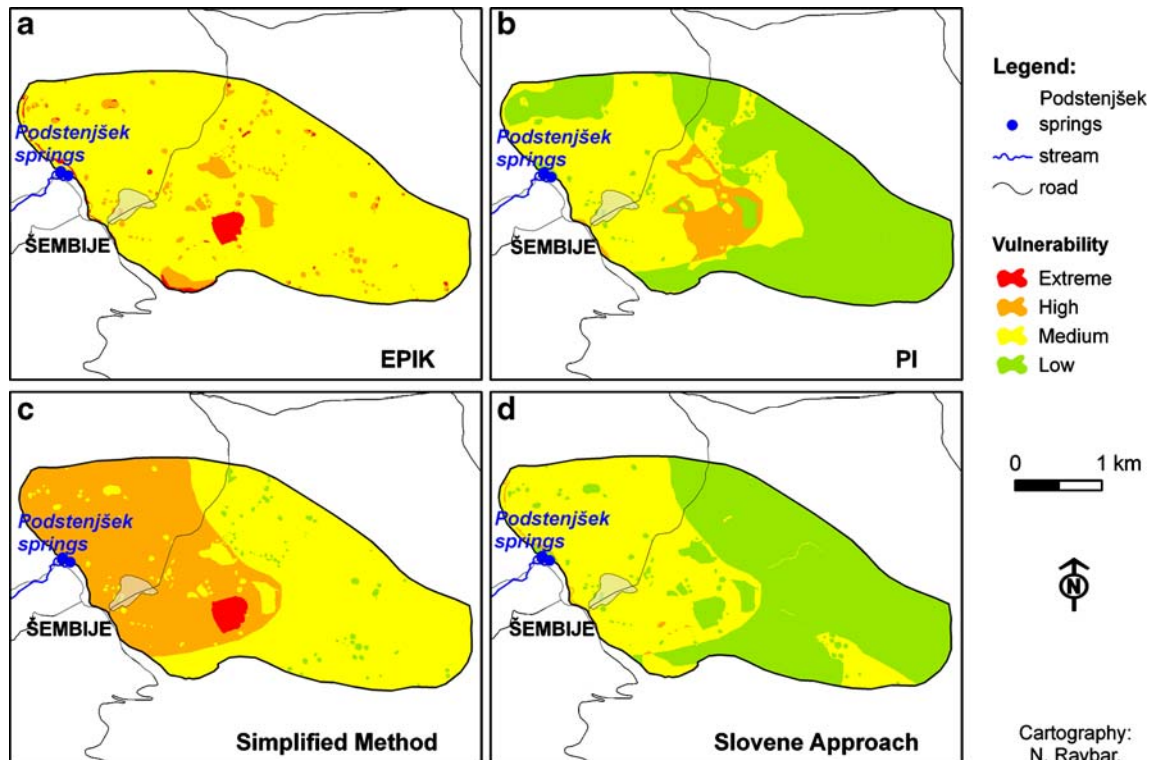 a
Podstenjšek
springs
ŠEMBIJE
EPIK
b
Podstenjšek
springs
ŠEMBIJE
PI
c
Podstenjšek
springs
ŠEMBIJE
Simplified Method
d
Podstenjšek
springs
ŠEMBIJE
Slovene Approach
Legend:
Podstenjšek
springs
stream
road
Vulnerability
Extreme
High
Medium
Low
0 1 km
N
Cartography:
N. Ravbar,